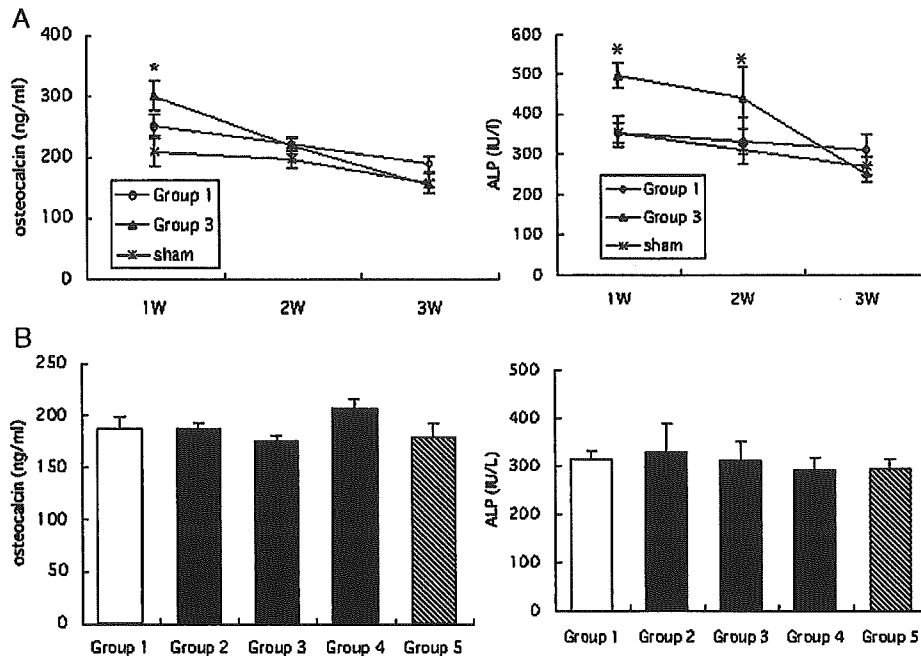 A
osteocalcin (ng/ml)
400
300
200
100
0
*
Group 1
Group 3
sham
1W 2W 3W
ALP (IU/l)
600
500
400
300
200
100
0
* *
Group 1
Group 3
sham
1W 2W 3W
B
osteocalcin (ng/ml)
250
200
150
100
50
0
Group 1 Group 2 Group 3 Group 4 Group 5
ALP (IU/L)
500
400
300
200
100
0
Group 1 Group 2 Group 3 Group 4 Group 5